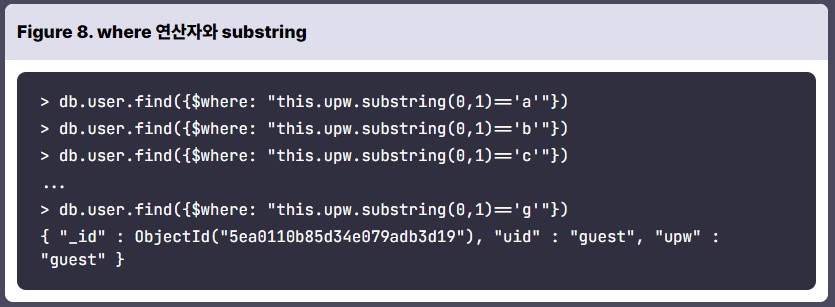 Figure 8. where 연산자와 substring
> db.user.find({$where: "this.upw.substring(0,1)=='a'"})
> db.user.find({$where: "this.upw.substring(0,1)=='b'"})
> db.user.find({$where: "this.upw.substring(0,1)=='c'"})
...
> db.user.find({$where: "this.upw.substring(0,1)=='g'"})
{ "_id" : ObjectId("5ea0110b85d34e079adb3d19"), "uid" : "guest", "upw" :
"guest" }